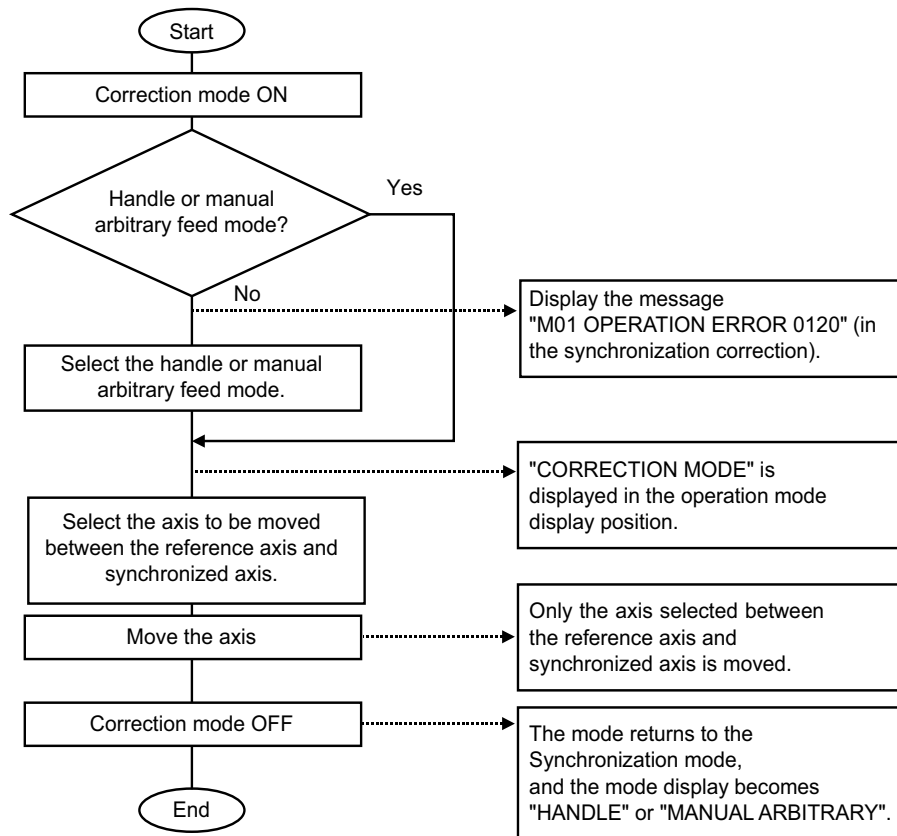 Start
Correction mode ON
Handle or manual
arbitrary feed mode?
Yes
No
Display the message
"M01 OPERATION ERROR 0120" (in
the synchronization correction).
Select the handle or manual
arbitrary feed mode.
"CORRECTION MODE" is
displayed in the operation mode
display position.
Select the axis to be moved
between the reference axis and
synchronized axis.
Move the axis
Only the axis selected between
the reference axis and
synchronized axis is moved.
Correction mode OFF
The mode returns to the
Synchronization mode,
and the mode display becomes
"HANDLE" or "MANUAL ARBITRARY".
End